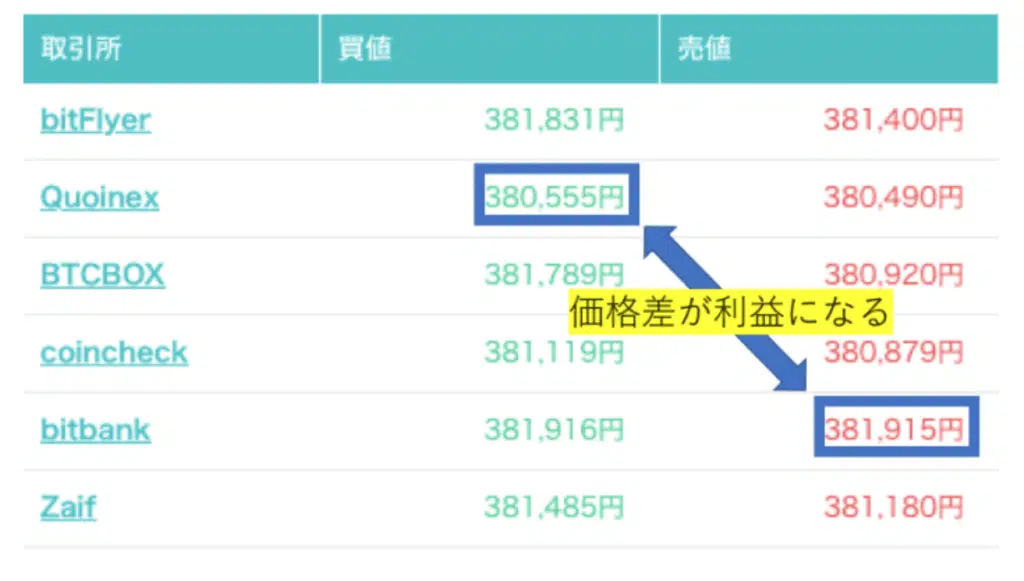 取引所 買値 売値
bitFlyer 381,831円 381,400円
Quoinex 380,555円 380,490円
BTCBOX 381,789円 380,920円
価格差が利益になる
coincheck 381,119円 380,879円
bitbank 381,916円 381,915円
Zaif 381,485円 381,180円